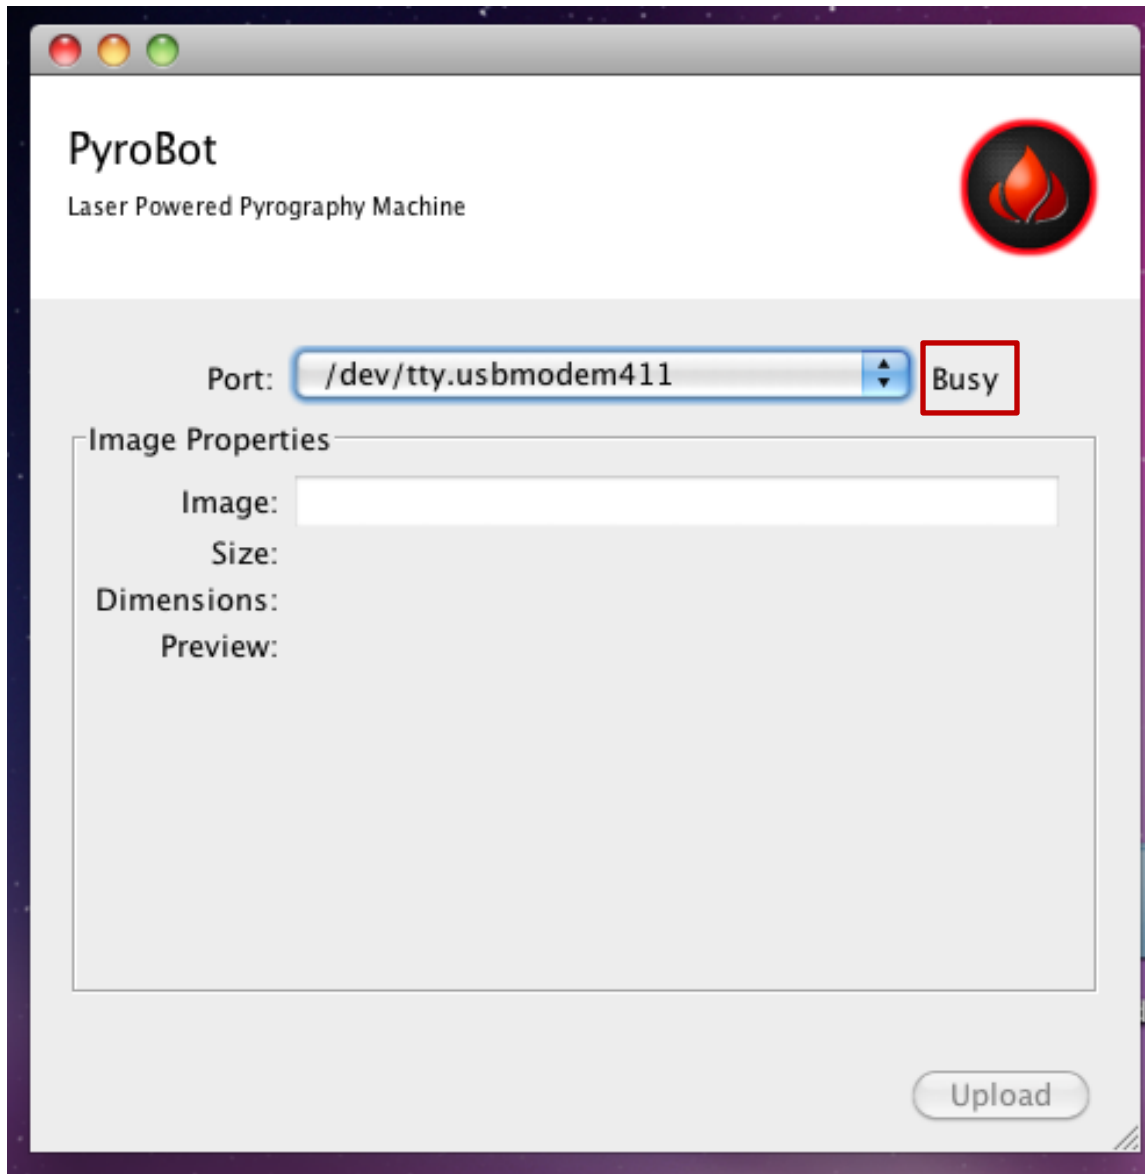 PyroBot
Laser Powered Pyrography Machine
Port: /dev/tty.usbmodem411 Busy
Image Properties
Image:
Size:
Dimensions:
Preview:
Upload